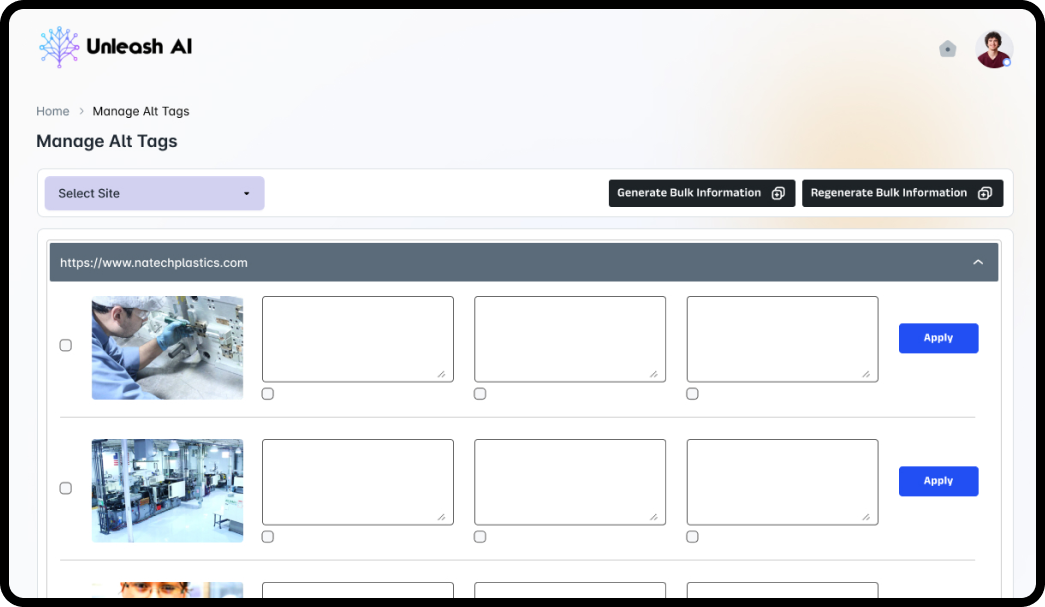 Unleash AI
Home > Manage Alt Tags
Manage Alt Tags
Select Site
Generate Bulk Information
Regenerate Bulk Information
https://www.natechplastics.com
Apply
Apply